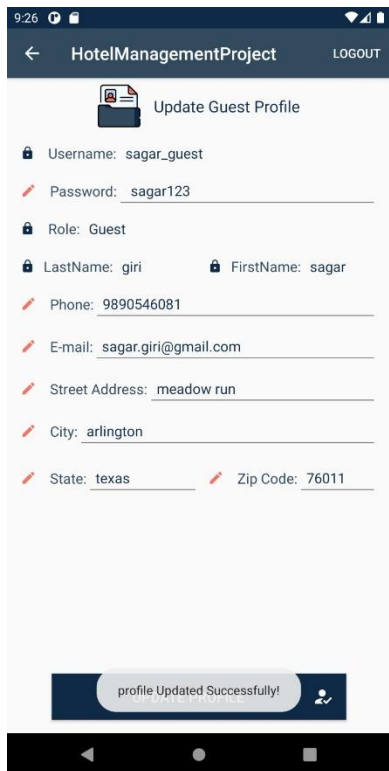 9:26
HotelManagementProject LOGOUT
Update Guest Profile
Username: sagar_guest
Password: sagar123
Role: Guest
LastName: giri FirstName: sagar
Phone: 9890546081
E-mail: sagar.giri@gmail.com
Street Address: meadow run
City: arlington
State: texas Zip Code: 76011
profile Updated Successfully!
UPDATE PROFILE